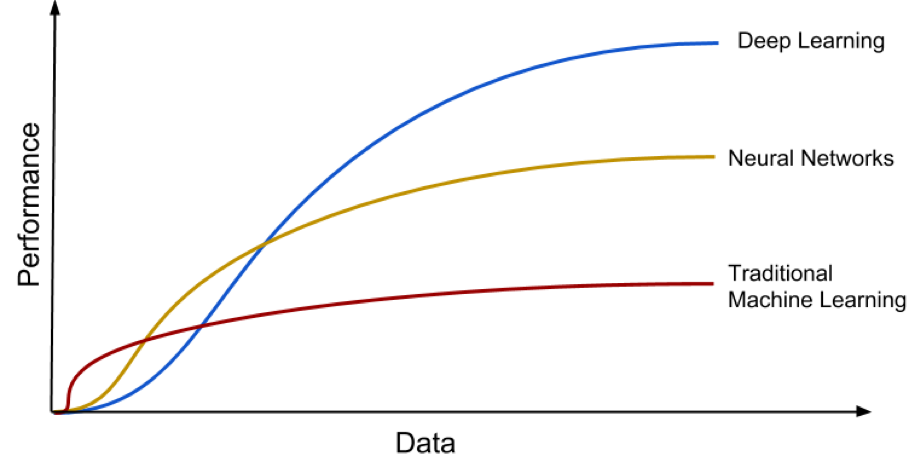 Deep Learning
Neural Networks
Performance
Traditional
Machine Learning
Data